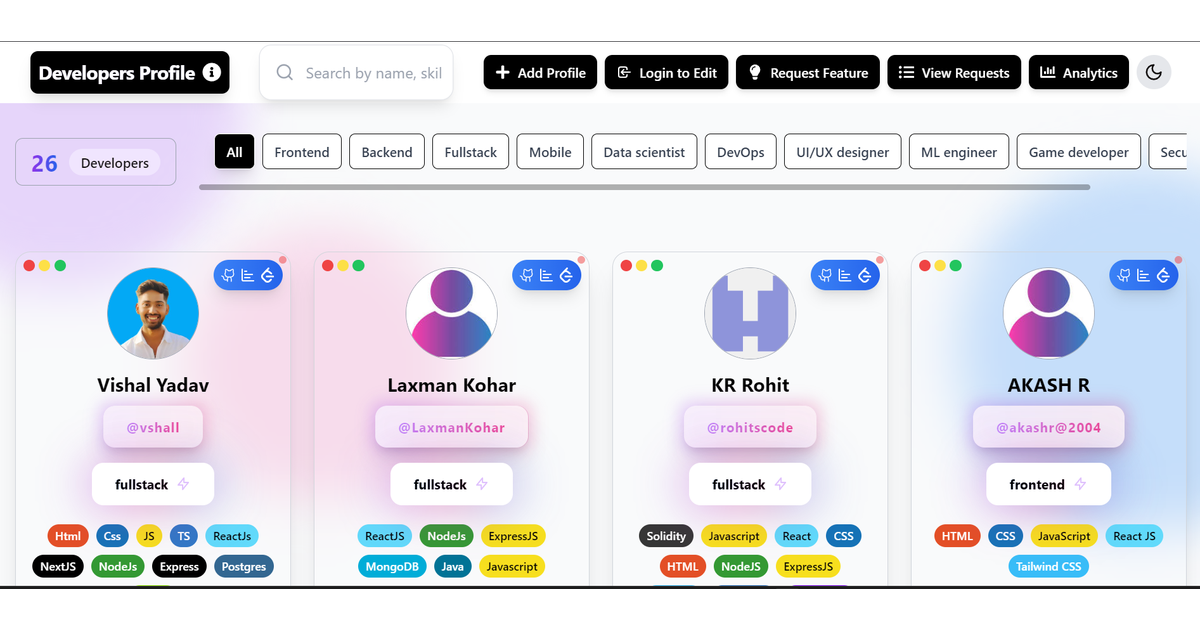 Developers Profile
Search by name, skil
Add Profile
Login to Edit
Request Feature
View Requests
Analytics
26 Developers
All
Frontend
Backend
Fullstack
Mobile
Data scientist
DevOps
UI/UX designer
ML engineer
Game developer
Secu
Vishal Yadav
@vshall
fullstack
Html Css JS TS ReactJs
NextJS NodeJs Express Postgres
Laxman Kohar
@LaxmanKohar
fullstack
ReactJS NodeJs ExpressJS
MongoDB Java Javascript
KR Rohit
@rohitscode
fullstack
Solidity Javascript React CSS
HTML NodeJS ExpressJS
AKASH R
@akashr@2004
frontend
HTML CSS JavaScript React JS
Tailwind CSS